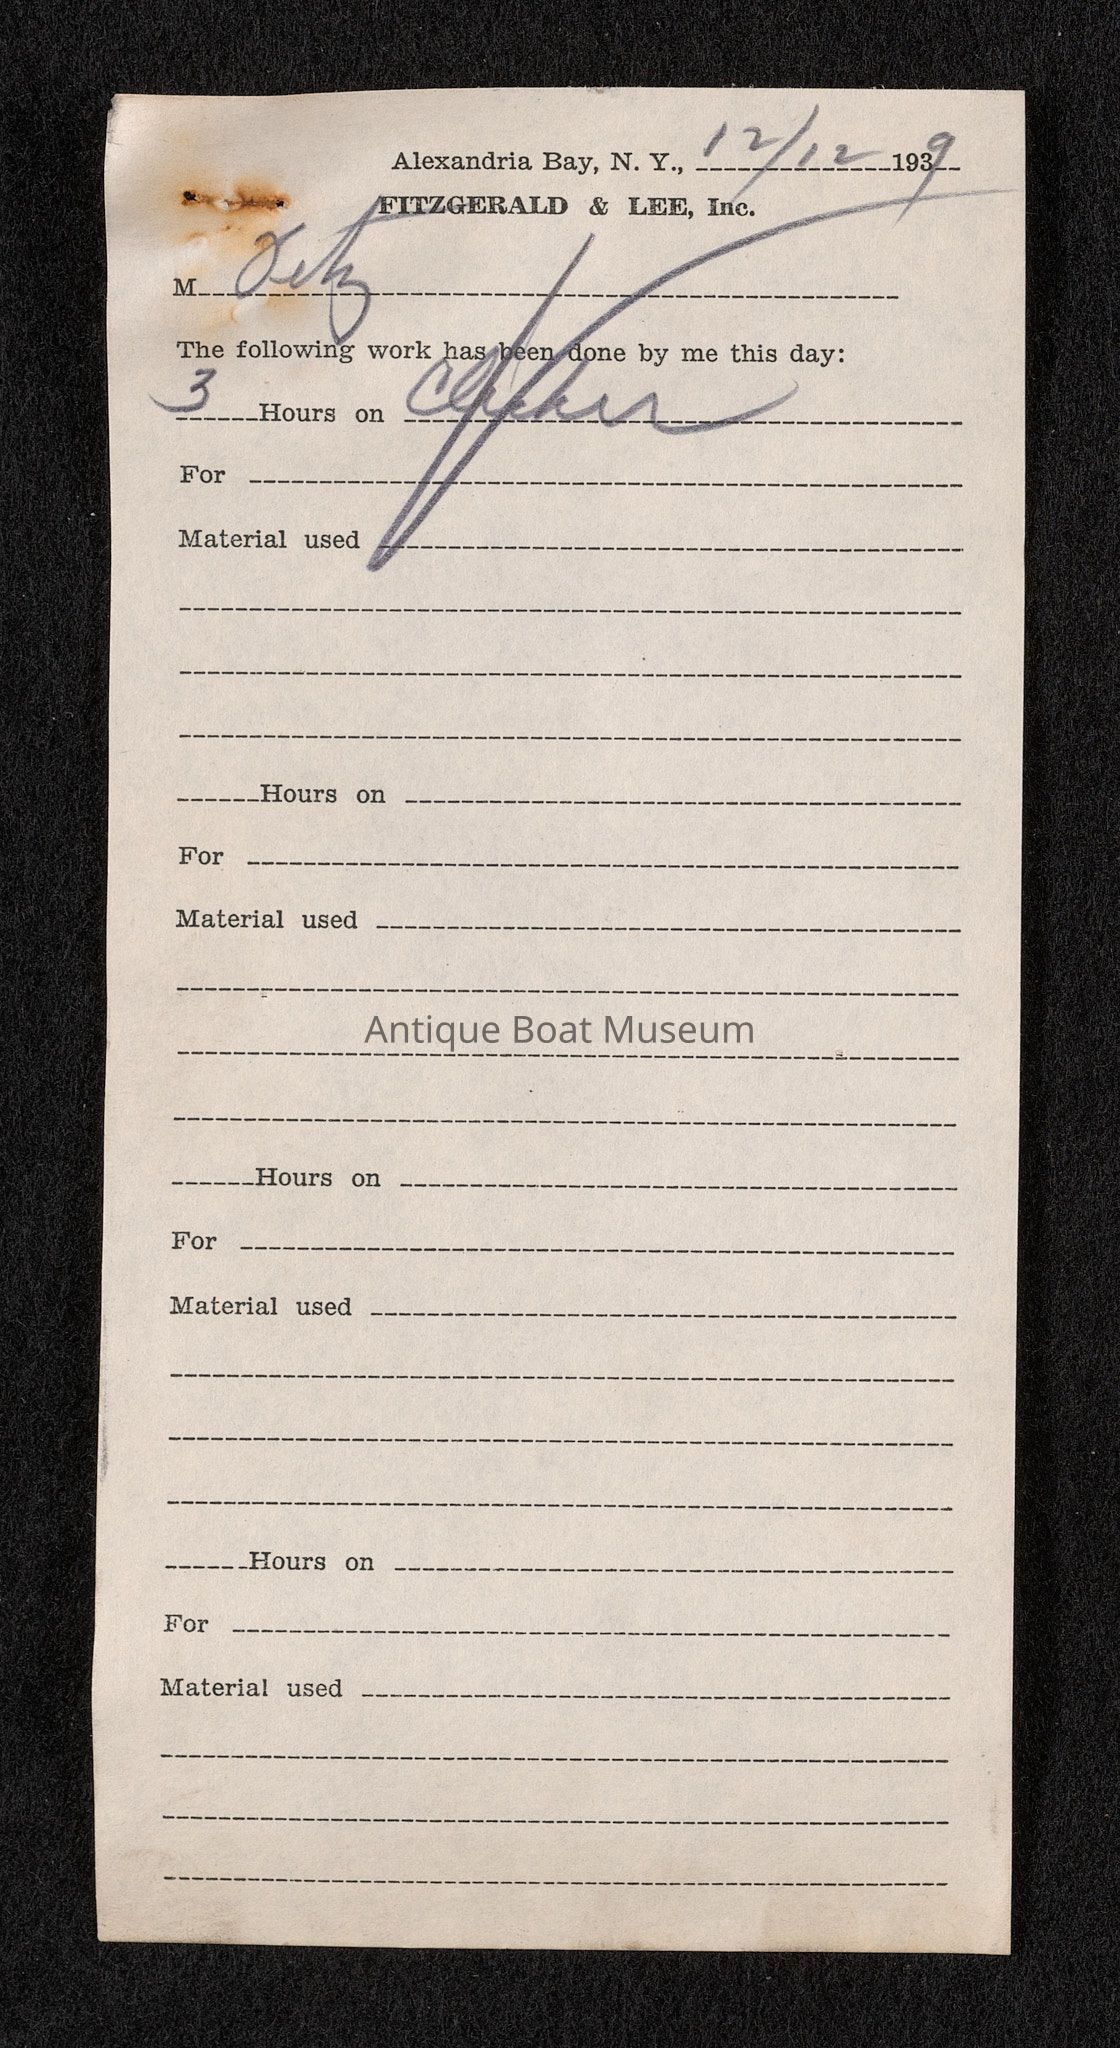 Alexandria Bay, N. Y., 12/12 1939
FITZGERALD & LEE, Inc.
M
The following work has been done by me this day:
3 Hours on
For
Material used
Hours on
For
Material used
Antique Boat Museum
Hours on
For
Material used
Hours on
For
Material used